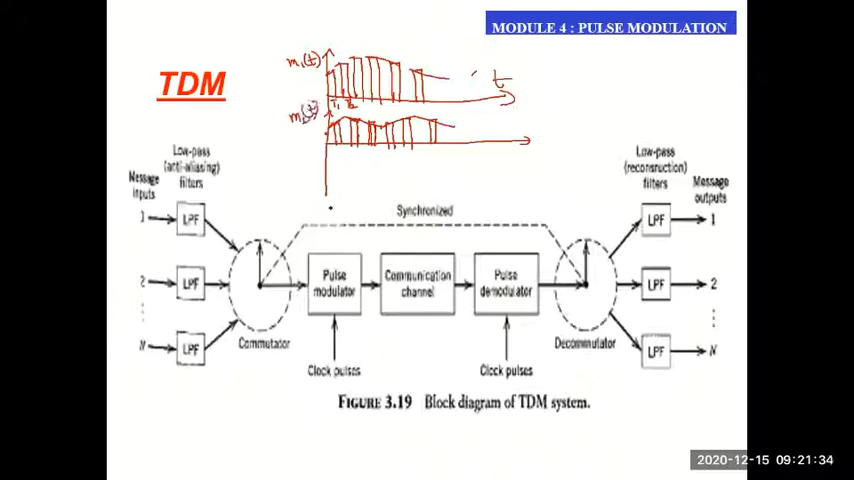 MODULE 4 : PULSE MODULATION
TDM
m₁(t)
t
T₁ T₂
m₂(t)
Low-pass
(anti-aliasing)
filters
Message
inputs
Low-pass
(reconstruction)
filters
Message
outputs
Synchronized
1
LPF
LPF
1
2
LPF
Pulse
modulator
Communication
channel
Pulse
demodulator
LPF
2
N
LPF
Commutator
Decommutator
LPF
N
Clock pulses
Clock pulses
FIGURE 3.19 Block diagram of TDM system.
2020-12-15 09:21:34